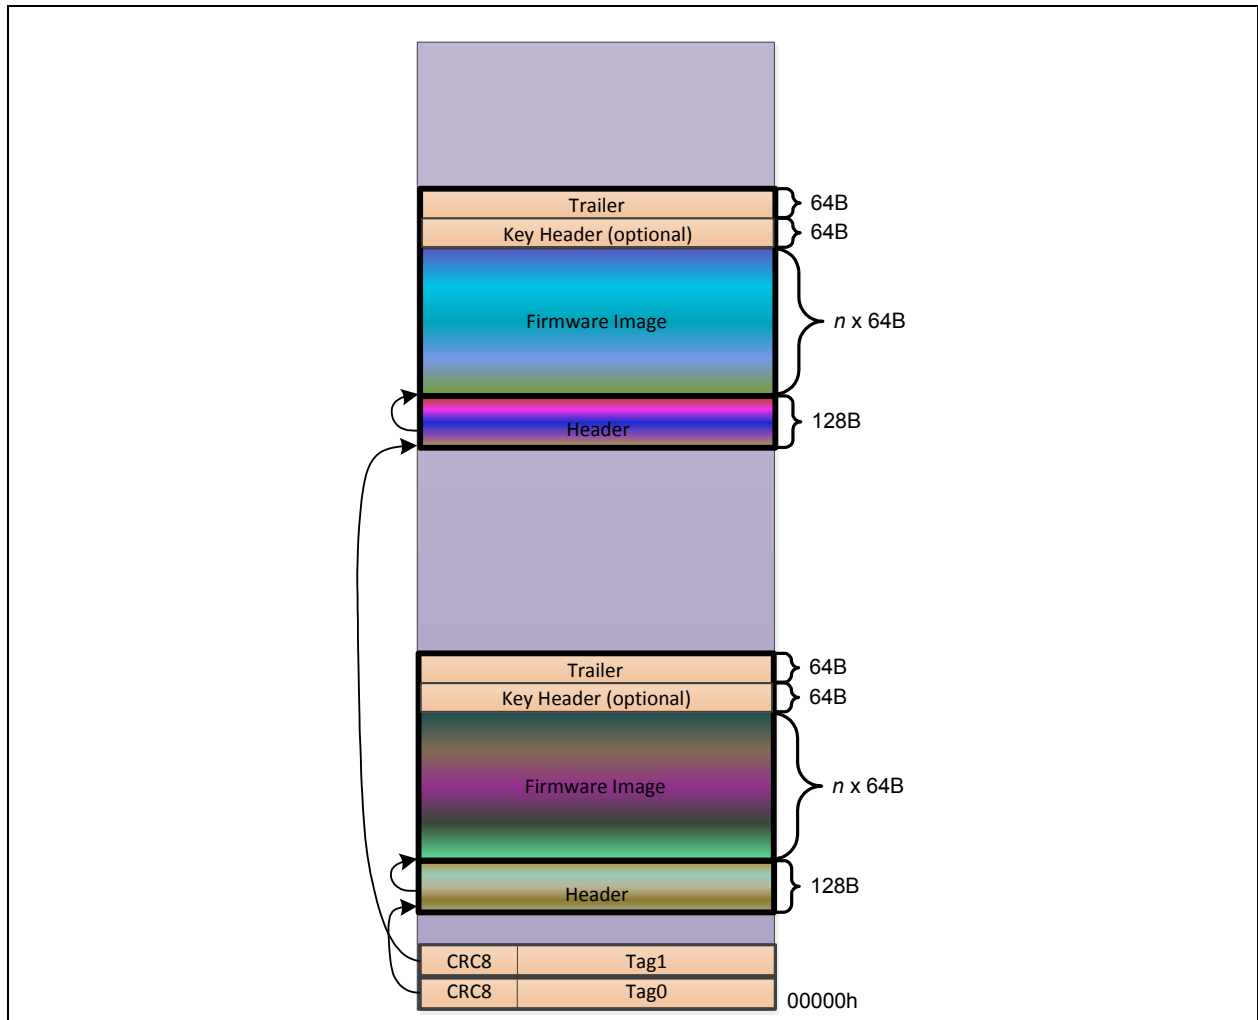 Trailer 64B
Key Header (optional) 64B
Firmware Image n x 64B
Header 128B
Trailer 64B
Key Header (optional) 64B
Firmware Image n x 64B
Header 128B
CRC8 Tag1
CRC8 Tag0 00000h